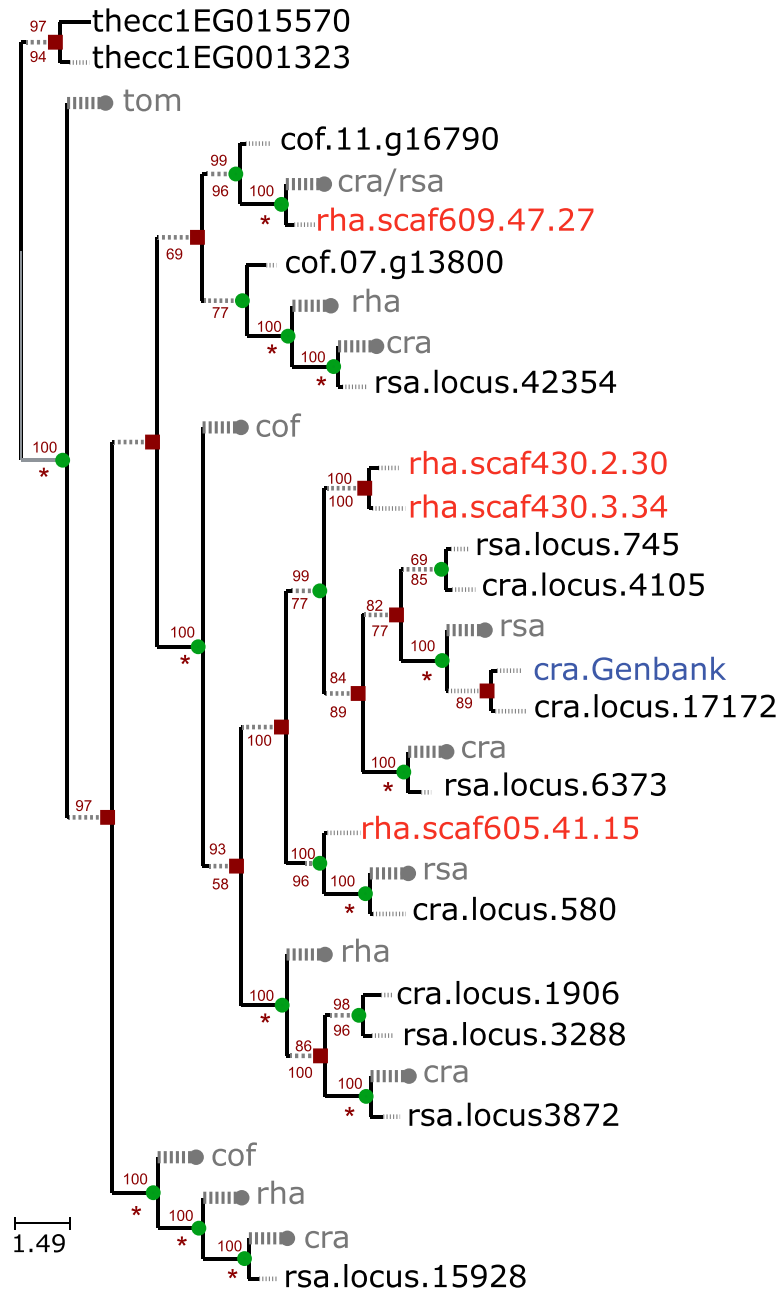 97
thecc1EG015570
94
thecc1EG001323
tom
cof.11.g16790
99
96
100
cra/rsa
*
rha.scaf609.47.27
69
cof.07.g13800
77
rha
100
*
cra
100
*
rsa.locus.42354
cof
100
*
rha.scaf430.2.30
100
100
rha.scaf430.3.34
rsa.locus.745
69
85
cra.locus.4105
99
77
82
77
rsa
100
*
cra.Genbank
89
cra.locus.17172
100
*
84
89
100
cra
100
*
rsa.locus.6373
rha.scaf605.41.15
97
93
58
100
96
rsa
100
*
cra.locus.580
rha
100
*
cra.locus.1906
98
96
rsa.locus.3288
86
100
cra
100
*
rsa.locus3872
cof
100
*
rha
100
*
cra
100
*
rsa.locus.15928
1.49